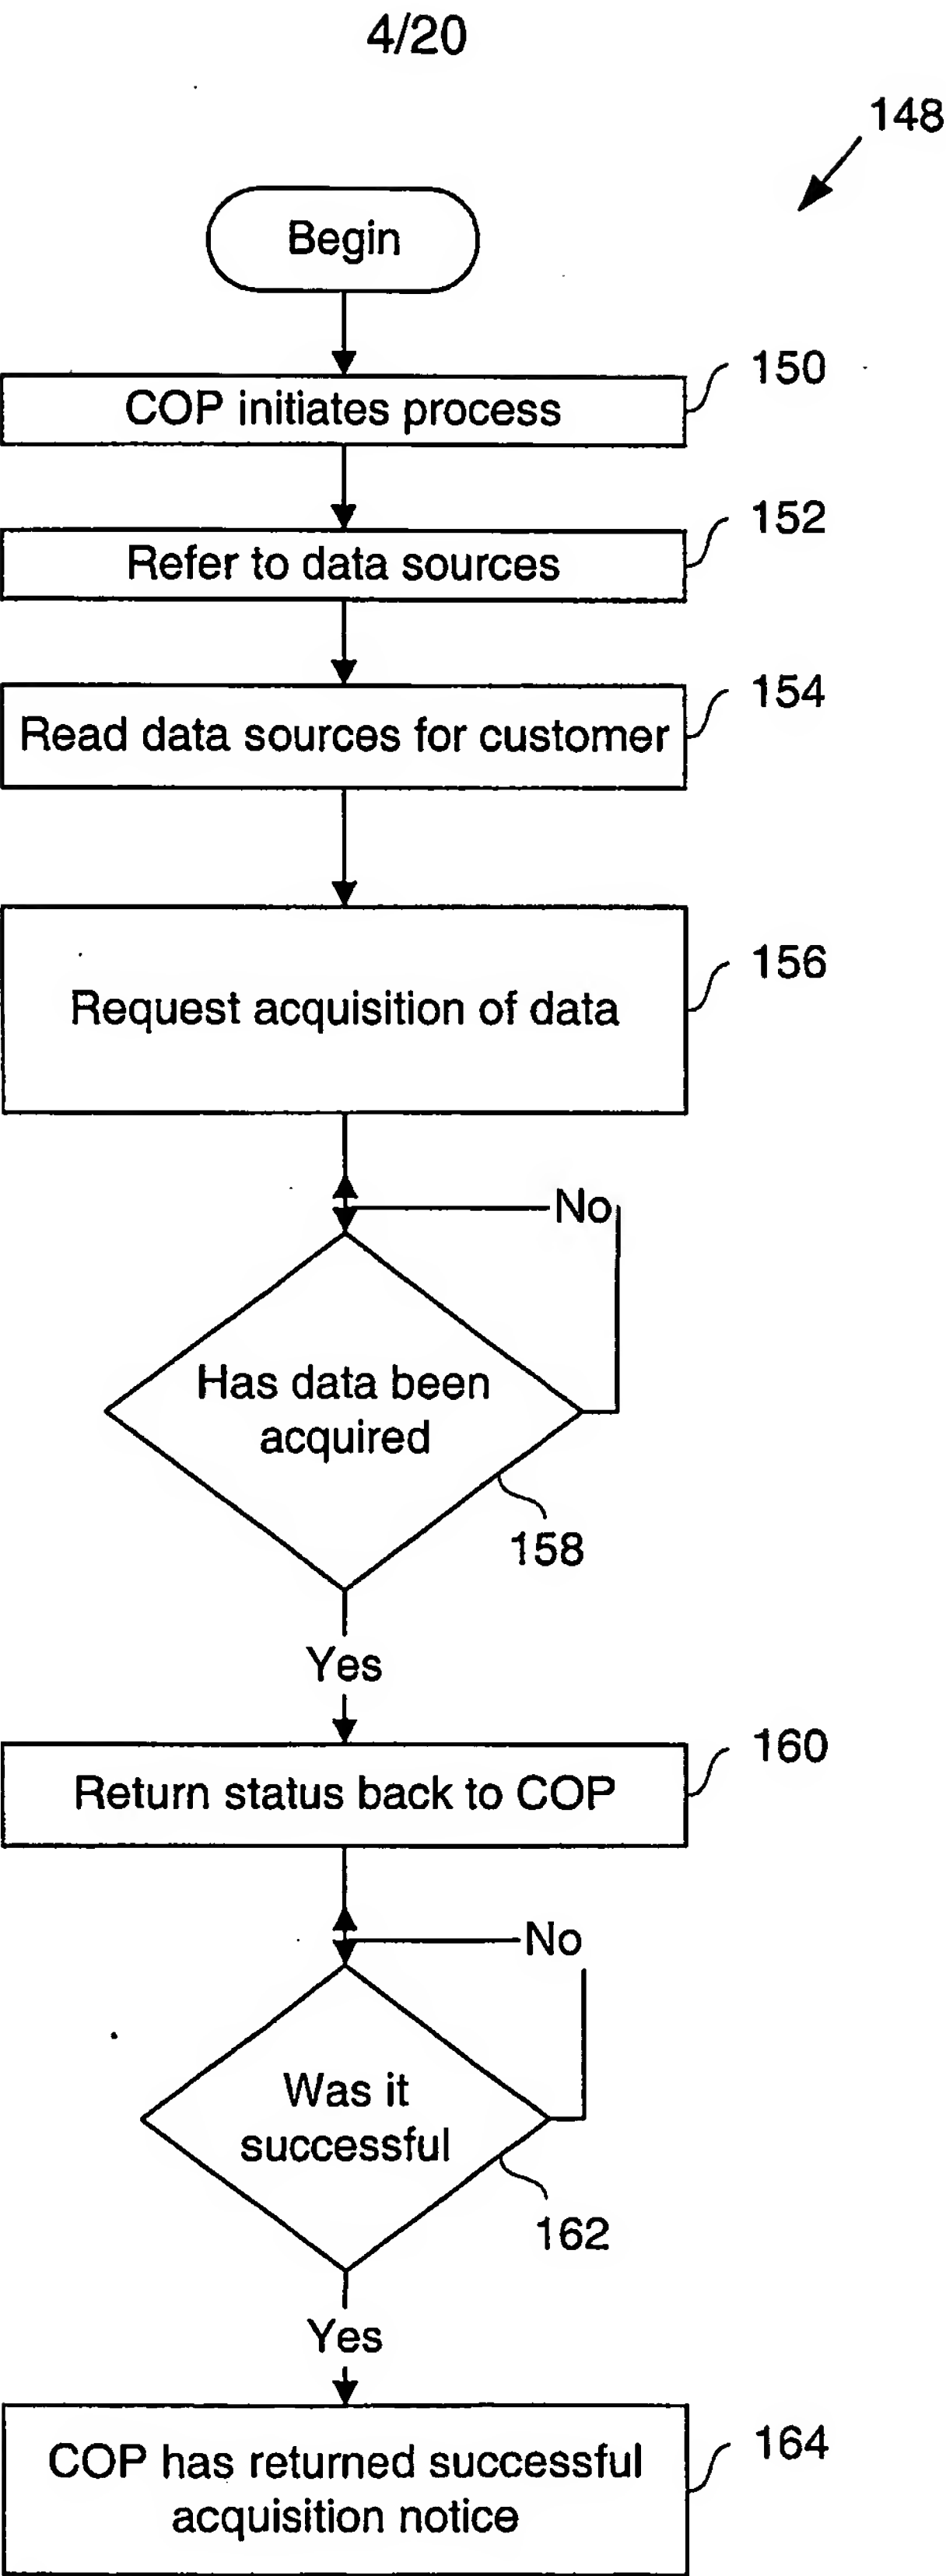 4/20
148
Begin
150
COP initiates process
152
Refer to data sources
154
Read data sources for customer
156
Request acquisition of data
No
Has data been
acquired
158
Yes
160
Return status back to COP
No
Was it
successful
162
Yes
164
COP has returned successful
acquisition notice